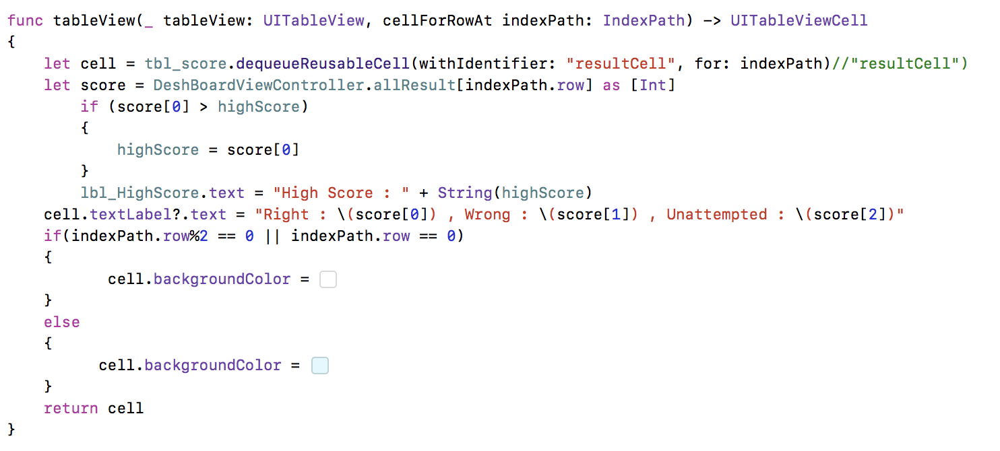 func tableView(_ tableView: UITableView, cellForRowAt indexPath: IndexPath) -> UITableViewCell
{
    let cell = tbl_score.dequeueReusableCell(withIdentifier: "resultCell", for: indexPath)//"resultCell")
    let score = DeshBoardViewController.allResult[indexPath.row] as [Int]
        if (score[0] > highScore)
        {
            highScore = score[0]
        }
        lbl_HighScore.text = "High Score : " + String(highScore)
    cell.textLabel?.text = "Right : \(score[0]) , Wrong : \(score[1]) , Unattempted : \(score[2])"
    if(indexPath.row%2 == 0 || indexPath.row == 0)
    {
           cell.backgroundColor =
    }
    else
    {
          cell.backgroundColor =
    }
    return cell
}